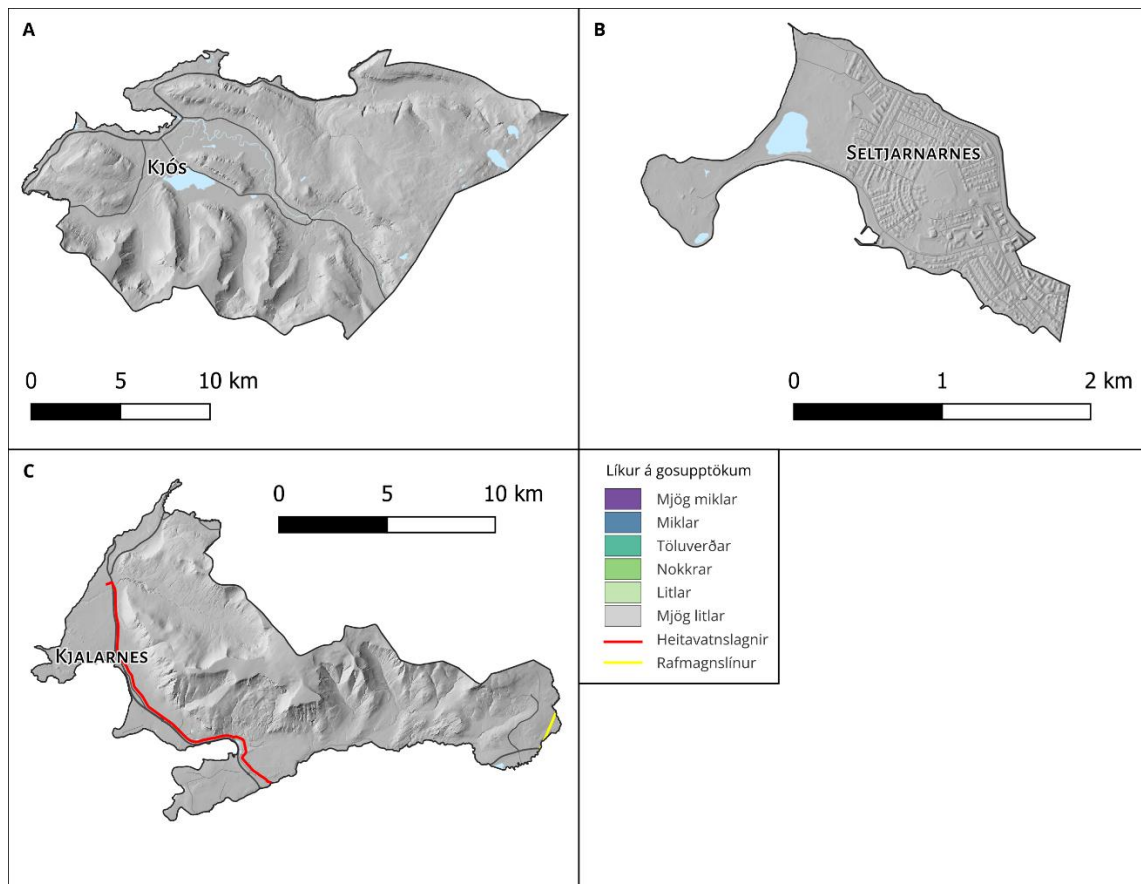 A
KJÓS
0 5 10 km
B
SELTJARNARNES
0 1 2 km
C
0 5 10 km
KJALARNES
Líkur á gosupptökum
Mjög miklar
Miklar
Töluverðar
Nokkrar
Litlar
Mjög litlar
Heitavatnslagnir
Rafmagnslínur